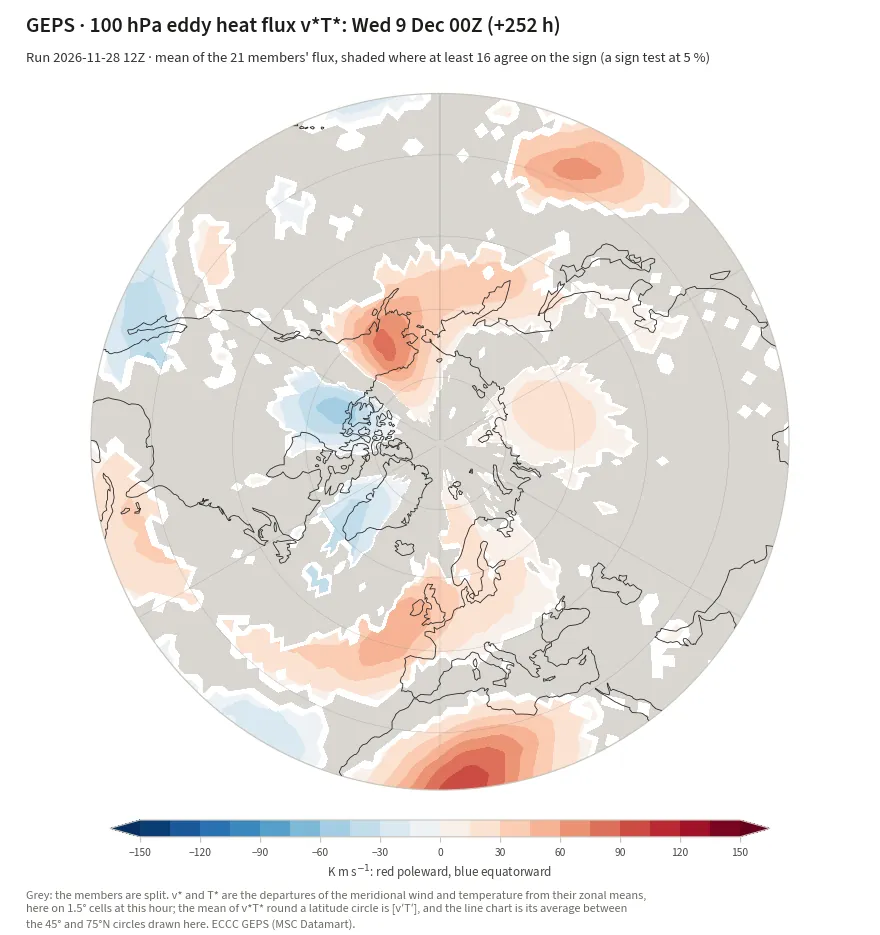 GEPS · 100 hPa eddy heat flux v*T*: Wed 9 Dec 00Z (+252 h)
Run 2026-11-28 12Z · mean of the 21 members' flux, shaded where at least 16 agree on the sign (a sign test at 5 %)
−150 −120 −90 −60 −30 0 30 60 90 120 150
K m s⁻¹: red poleward, blue equatorward
Grey: the members are split. v* and T* are the departures of the meridional wind and temperature from their zonal means,
here on 1.5° cells at this hour; the mean of v*T* round a latitude circle is [v'T'], and the line chart is its average between
the 45° and 75°N circles drawn here. ECCC GEPS (MSC Datamart).